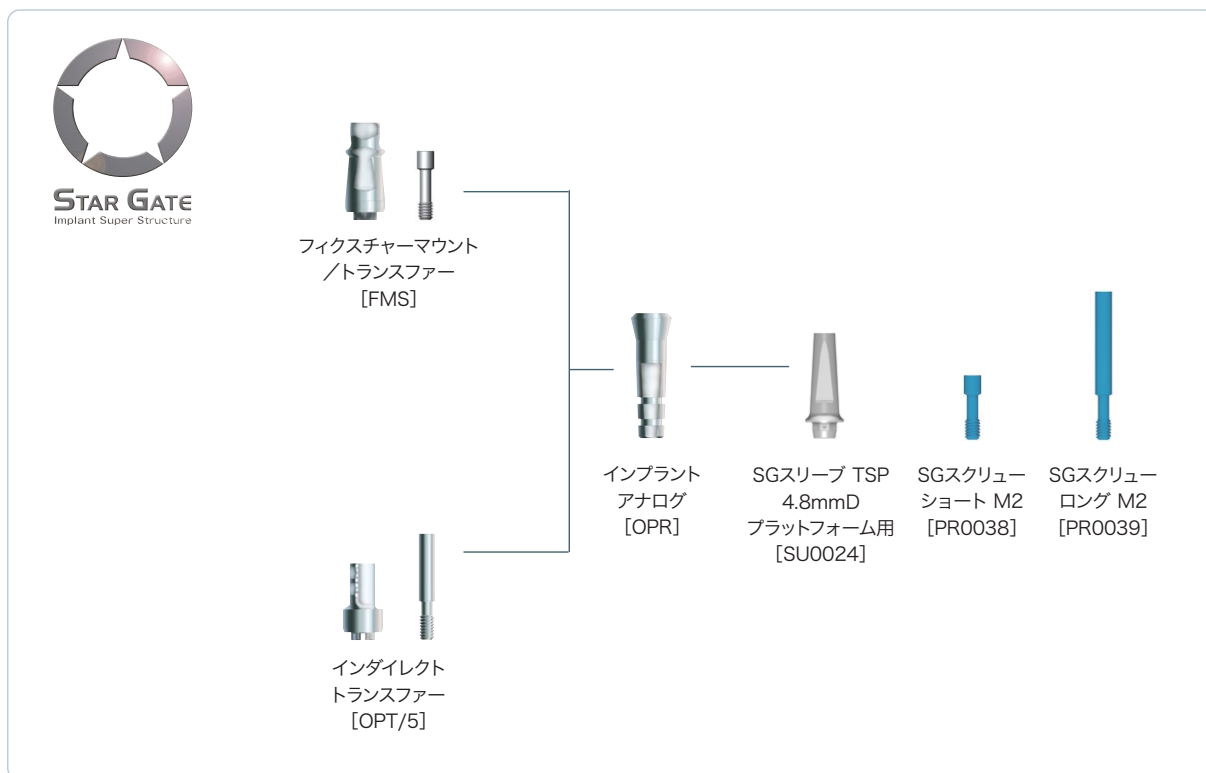 STAR GATE
Implant Super Structure
フィクスチャーマウント
／トランスファー
［FMS］
インダイレクト
トランスファー
［OPT/5］
インプラント
アナログ
［OPR］
SGスリーブ TSP
4.8mmD
プラットフォーム用
［SU0024］
SGスクリュー
ショート M2
［PR0038］
SGスクリュー
ロング M2
［PR0039］